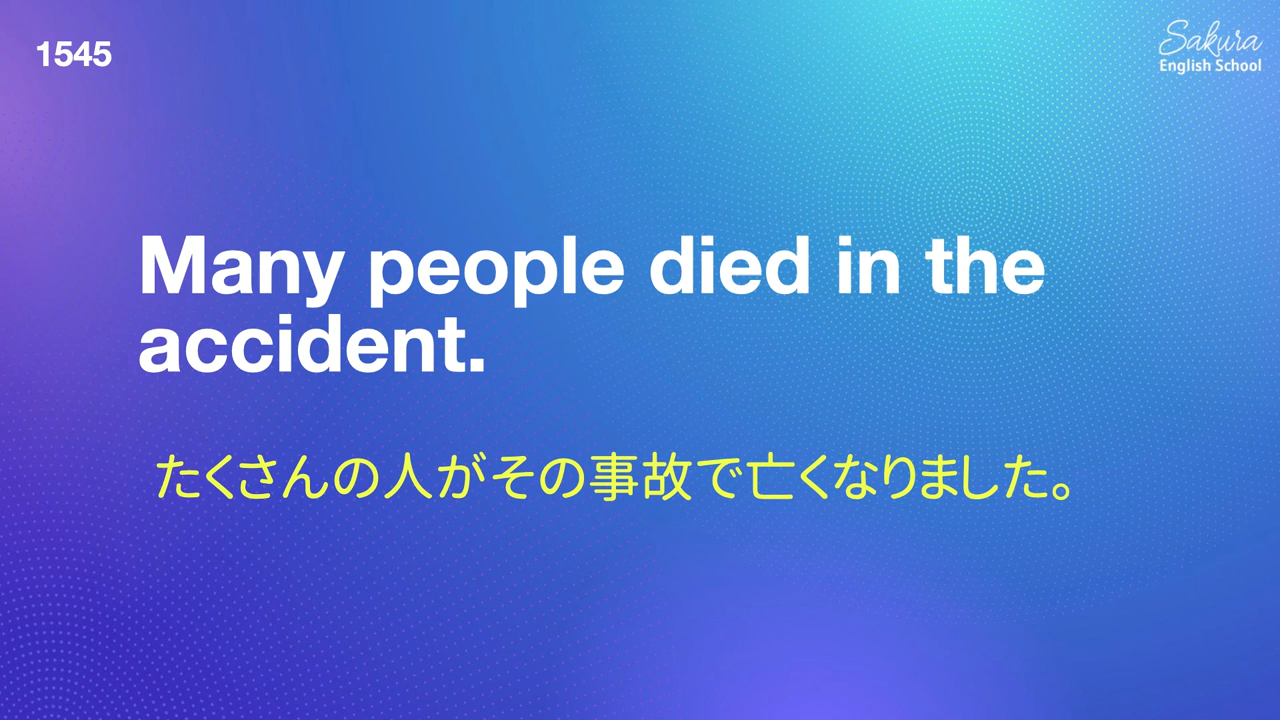 1545
Sakura
English School
Many people died in the
accident.
たくさんの人がその事故で亡くなりました。